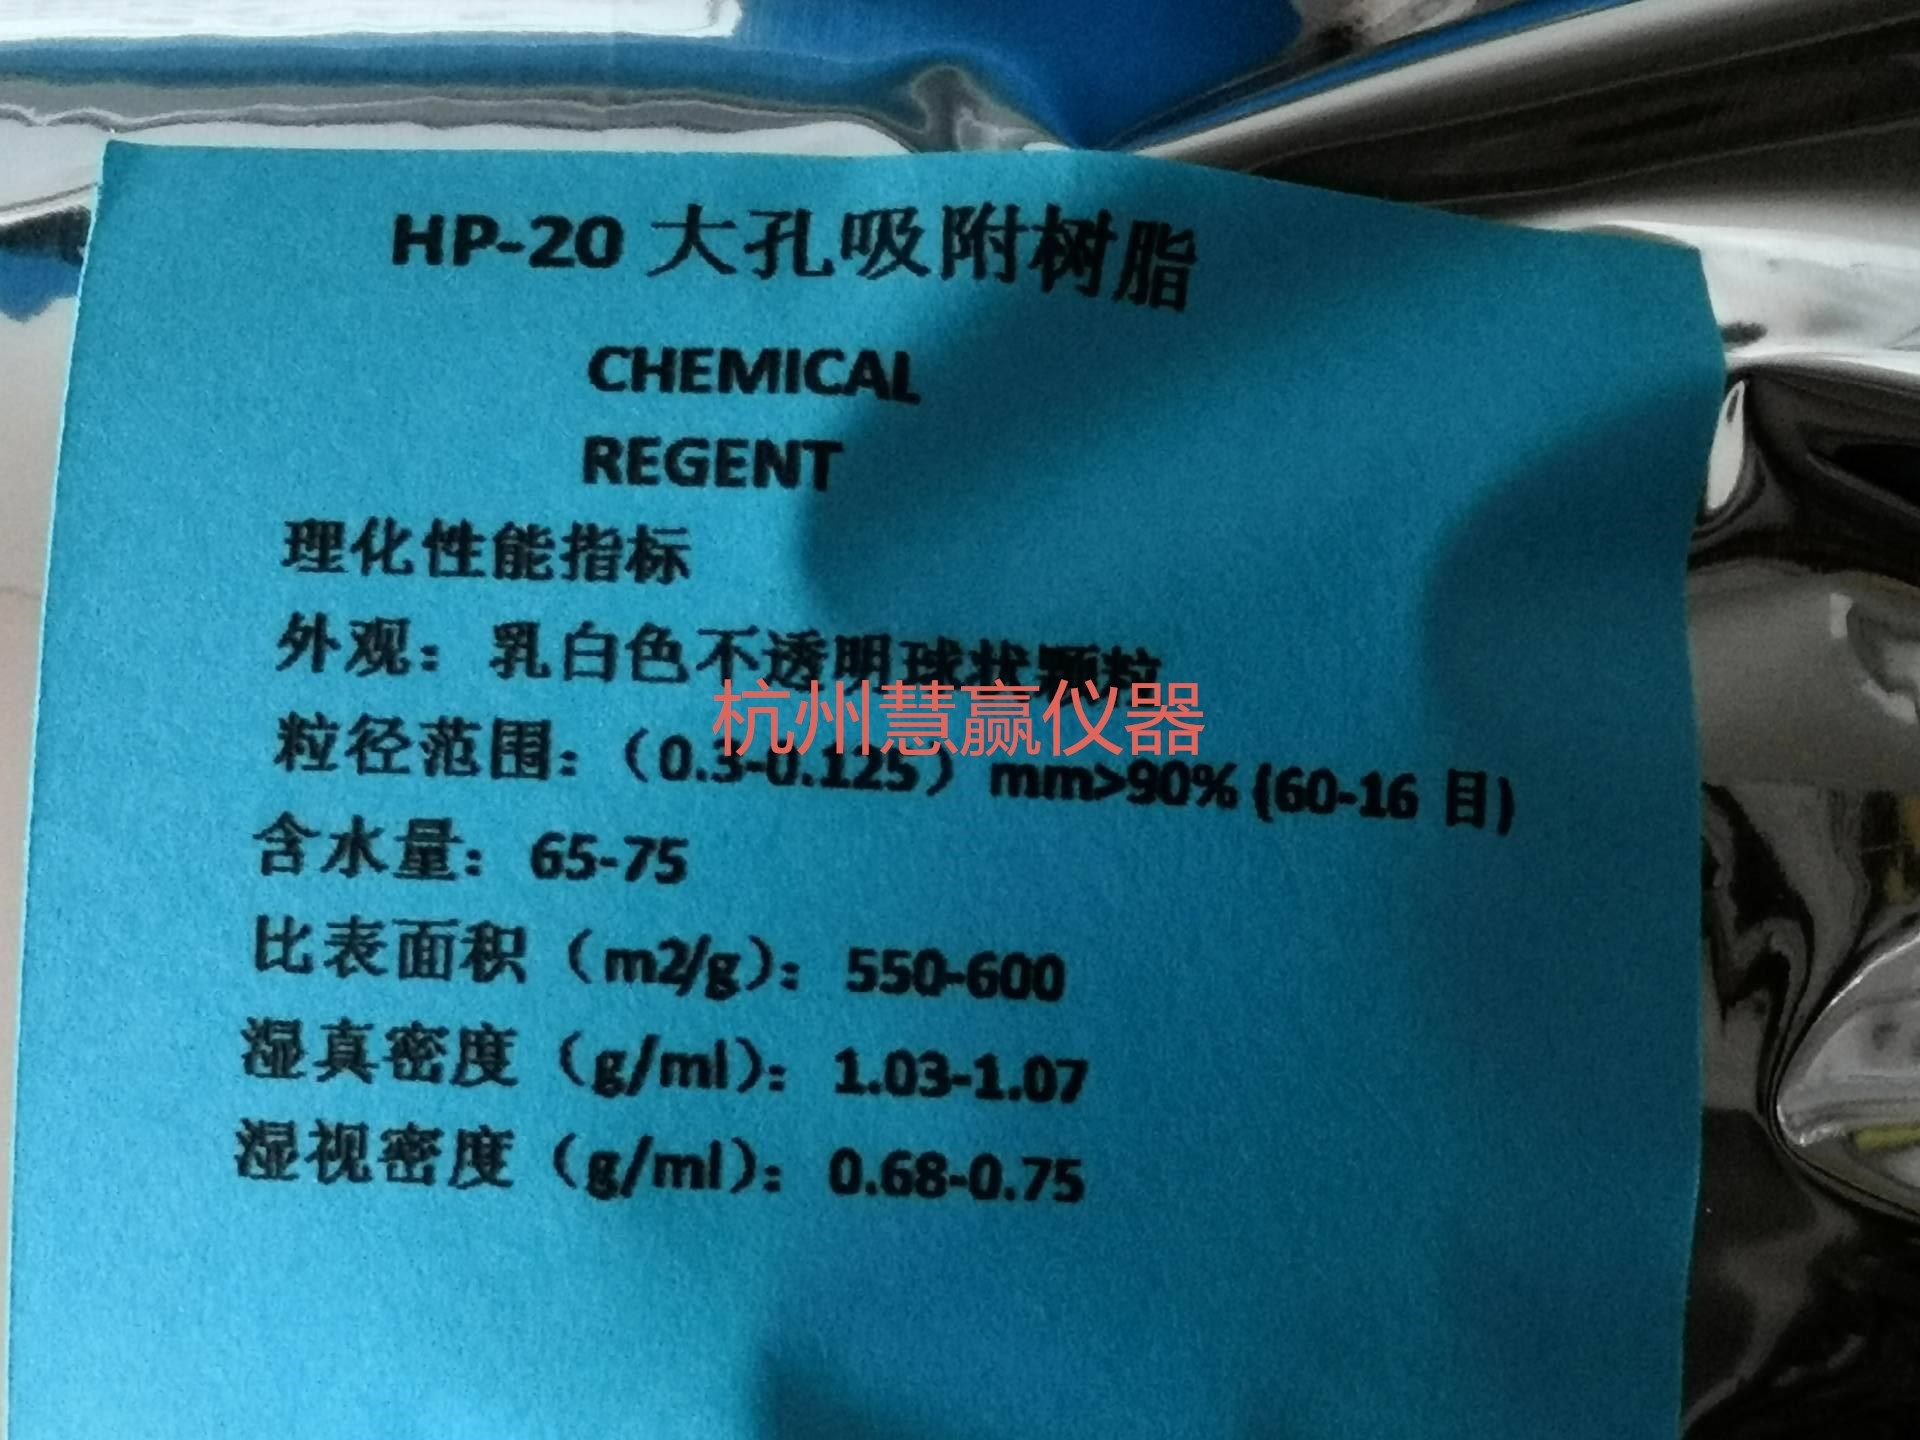 HP-20 大孔吸附树脂
CHEMICAL
REGENT
理化性能指标
外观：乳白色不透明球状颗粒
杭州慧赢仪器
粒径范围：（0.3-0.125）mm>90% (60-16 目)
含水量：65-75
比表面积（m2/g）：550-600
湿真密度（g/ml）：1.03-1.07
湿视密度（g/ml）：0.68-0.75